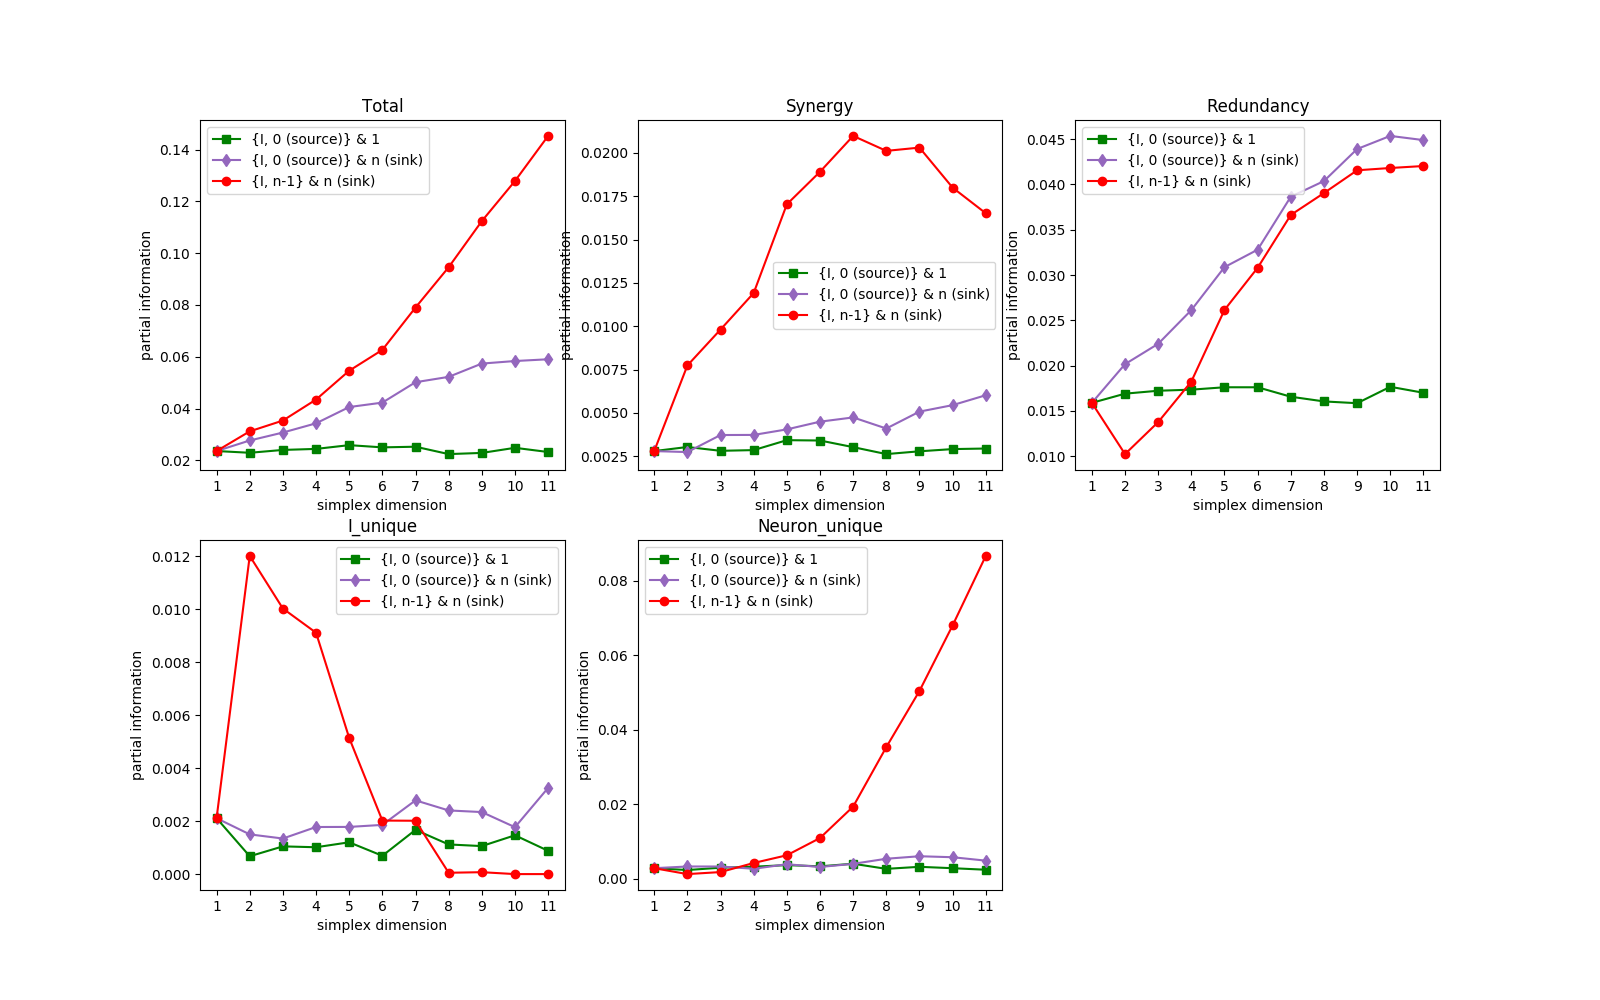 Total
{I, 0 (source)} & 1
{I, 0 (source)} & n (sink)
{I, n-1} & n (sink)
0.14
0.12
0.10
0.08
0.06
0.04
0.02
partial information
1 2 3 4 5 6 7 8 9 10 11
simplex dimension
Synergy
{I, 0 (source)} & 1
{I, 0 (source)} & n (sink)
{I, n-1} & n (sink)
0.0200
0.0175
0.0150
0.0125
0.0100
0.0075
0.0050
0.0025
partial information
1 2 3 4 5 6 7 8 9 10 11
simplex dimension
Redundancy
{I, 0 (source)} & 1
{I, 0 (source)} & n (sink)
{I, n-1} & n (sink)
0.045
0.040
0.035
0.030
0.025
0.020
0.015
0.010
partial information
1 2 3 4 5 6 7 8 9 10 11
simplex dimension
I_unique
{I, 0 (source)} & 1
{I, 0 (source)} & n (sink)
{I, n-1} & n (sink)
0.012
0.010
0.008
0.006
0.004
0.002
0.000
partial information
1 2 3 4 5 6 7 8 9 10 11
simplex dimension
Neuron_unique
{I, 0 (source)} & 1
{I, 0 (source)} & n (sink)
{I, n-1} & n (sink)
0.08
0.06
0.04
0.02
0.00
partial information
1 2 3 4 5 6 7 8 9 10 11
simplex dimension